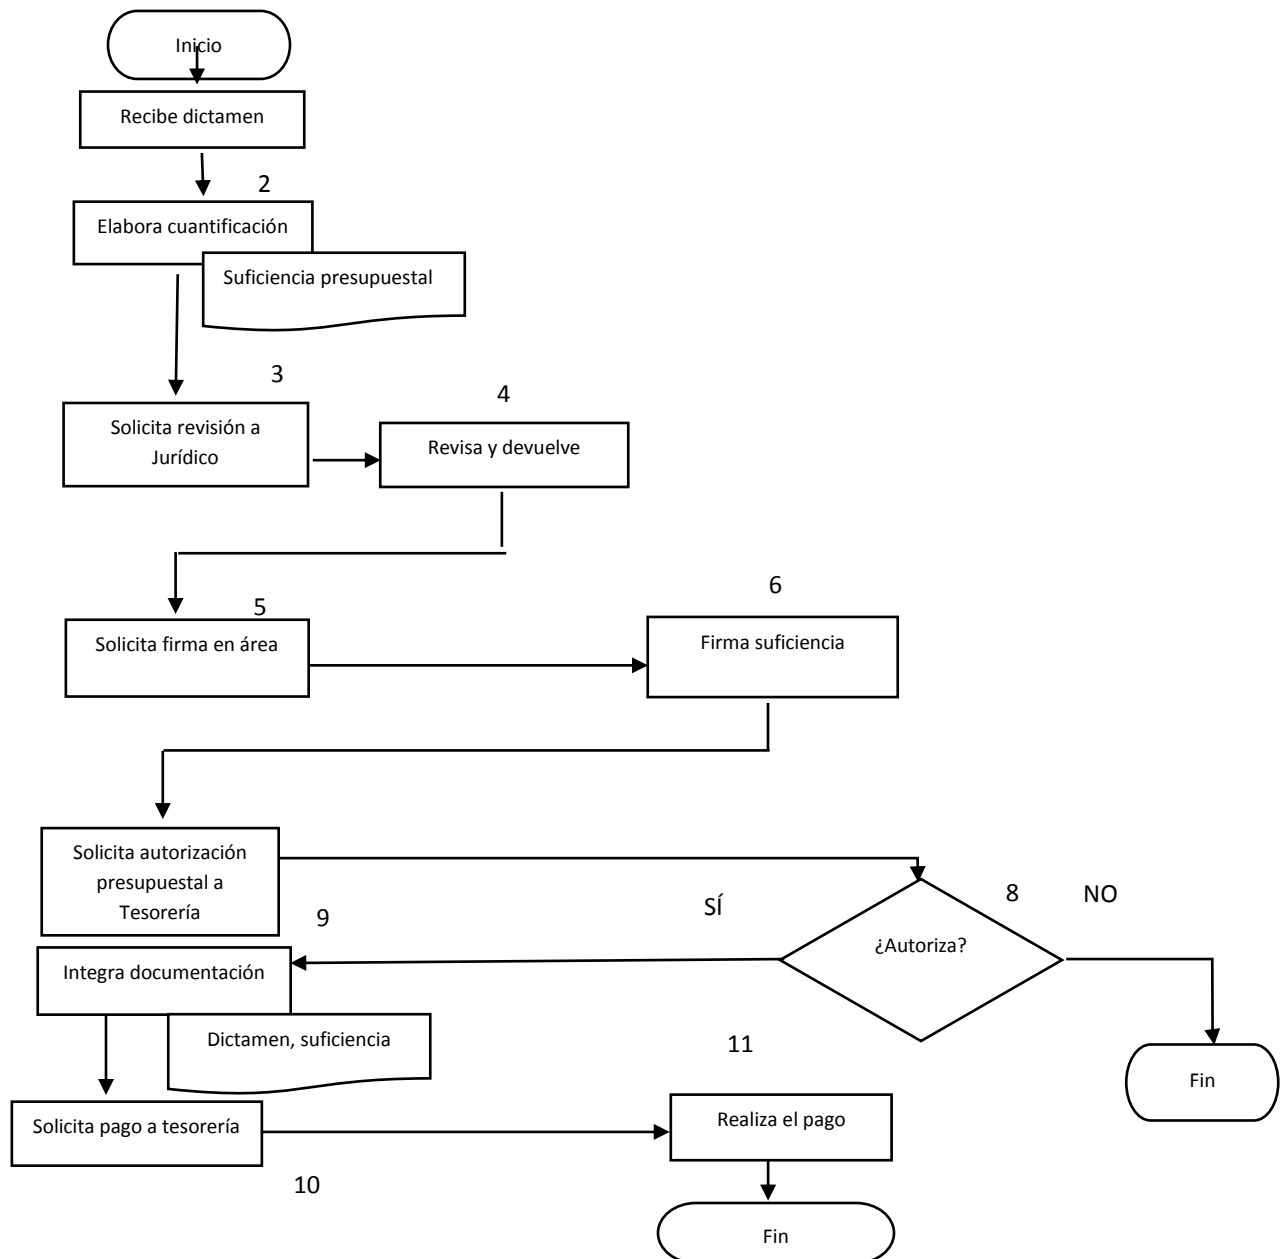 Inicio
Recibe dictamen
2
Elabora cuantificación
Suficiencia presupuestal
3
4
Solicita revisión a
Jurídico
Revisa y devuelve
5
6
Solicita firma en área
Firma suficiencia
Solicita autorización
presupuestal a
Tesorería
9
SÍ
8
NO
¿Autoriza?
Integra documentación
Dictamen, suficiencia
11
Fin
Solicita pago a tesorería
Realiza el pago
10
Fin